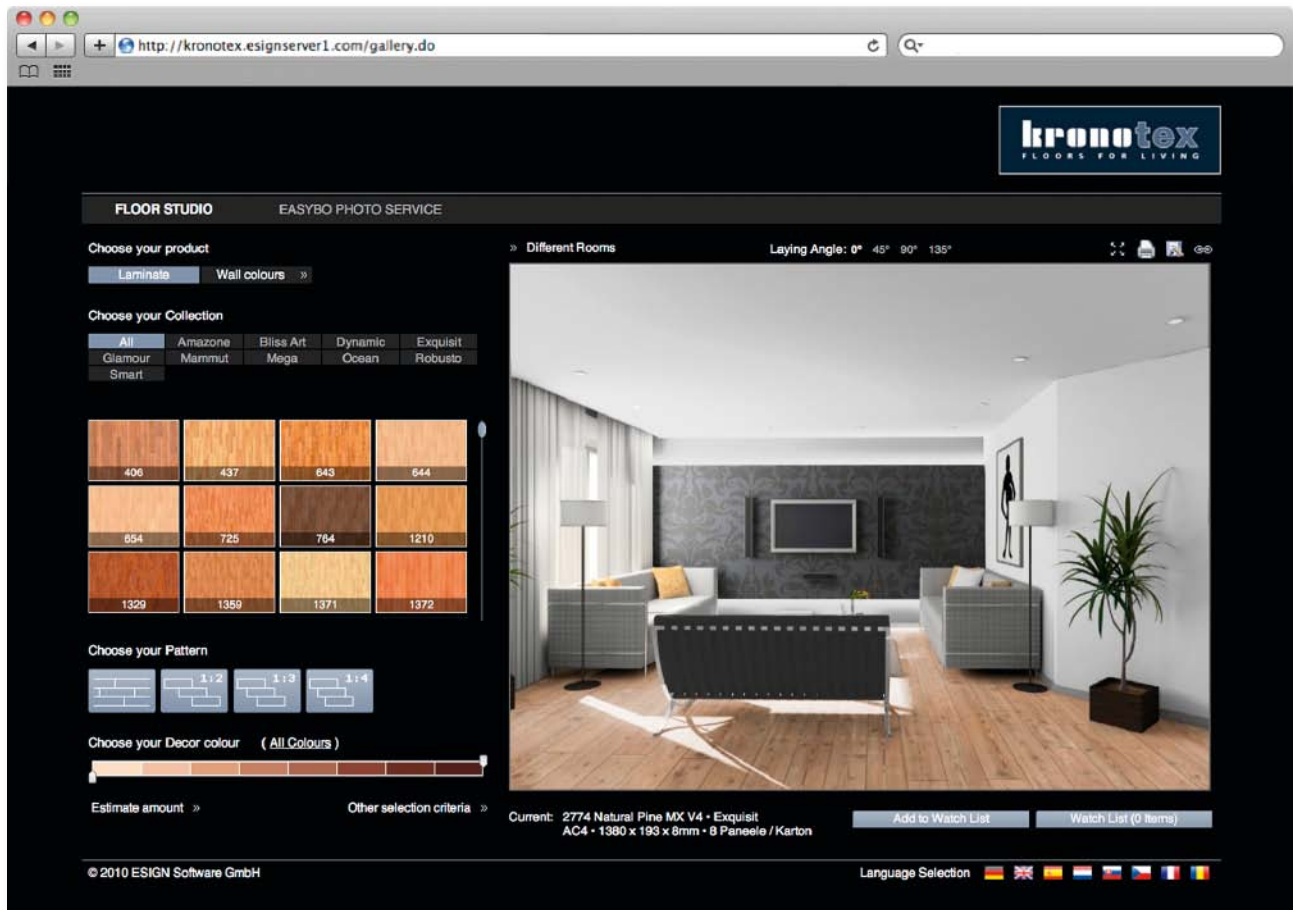 http://kronotex.esignserver1.com/gallery.do
kronotex
FLOORS FOR LIVING
FLOOR STUDIO EASYBO PHOTO SERVICE
Choose your product
Laminate Wall colours »
Choose your Collection
All Amazone Bliss Art Dynamic Exquisit
Glamour Mammut Mega Ocean Robusto
Smart
406 437 643 644
654 725 764 1210
1329 1359 1371 1372
Choose your Pattern
1:2 1:3 1:4
Choose your Decor colour ( All Colours )
Estimate amount » Other selection criteria »
» Different Rooms Laying Angle: 0° 45° 90° 135°
Current: 2774 Natural Pine MX V4 • Exquisit
AC4 • 1380 x 193 x 8mm • 8 Paneele / Karton
Add to Watch List Watch List (0 Items)
© 2010 ESIGN Software GmbH Language Selection